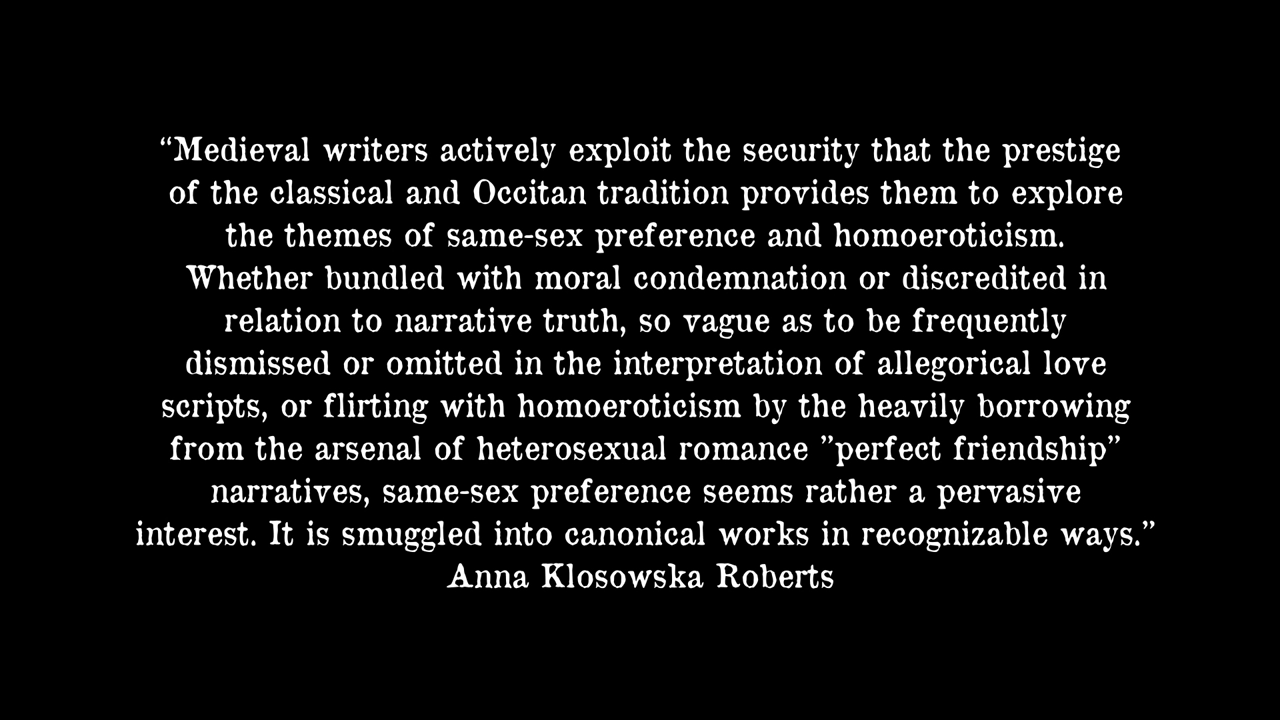 “Medieval writers actively exploit the security that the prestige
of the classical and Occitan tradition provides them to explore
the themes of same-sex preference and homoeroticism.
Whether bundled with moral condemnation or discredited in
relation to narrative truth, so vague as to be frequently
dismissed or omitted in the interpretation of allegorical love
scripts, or flirting with homoeroticism by the heavily borrowing
from the arsenal of heterosexual romance ”perfect friendship”
narratives, same-sex preference seems rather a pervasive
interest. It is smuggled into canonical works in recognizable ways.”
Anna Klosowska Roberts